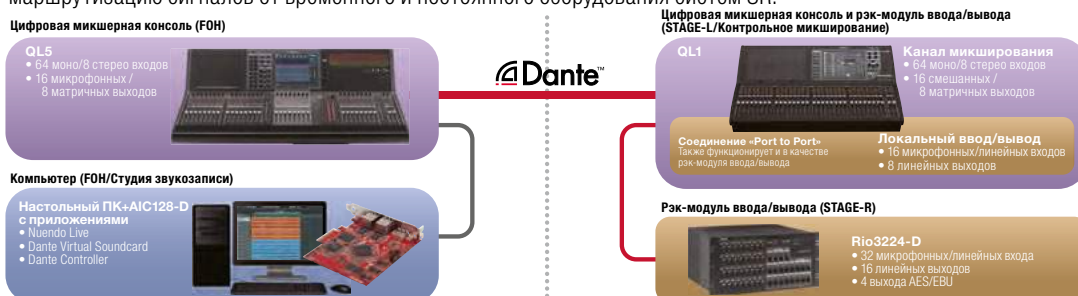 маршрутизацию сигналов от временного и постоянного оборудования систем SR.
Цифровая микшерная консоль (FOH)
QL5
• 64 моно/8 стерео входов
• 16 микрофонных /
8 матричных выходов
Dante™
Цифровая микшерная консоль и рэк-модуль ввода/вывода
(STAGE-L/Контрольное микширование)
QL1
Канал микширования
• 64 моно/8 стерео входов
• 16 смешанных /
8 матричных выходов
Соединение «Port to Port»
Также функционирует и в качестве
рэк-модуля ввода/вывода
Локальный ввод/вывод
• 16 микрофонных/линейных входов
• 8 линейных выходов
Компьютер (FOH/Студия звукозаписи)
Настольный ПК+AIC128-D
с приложениями
• Nuendo Live
• Dante Virtual Soundcard
• Dante Controller
Рэк-модуль ввода/вывода (STAGE-R)
Rio3224-D
• 32 микрофонных/линейных входа
• 16 линейных выходов
• 4 выхода AES/EBU